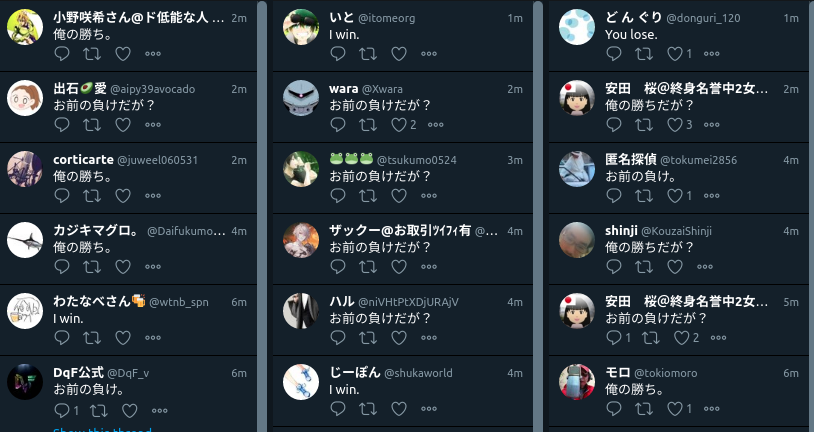 小野咲希さん@ド低能な人 ... 2m
俺の勝ち。
出石🥑愛 @aipy39avocado 2m
お前の負けだが？
corticarte @juweel060531 2m
俺の勝ち。
カジキマグロ。 @Daifukumo... 4m
俺の勝ち。
わたなべさん🍻 @wtnb_spn 6m
I win.
DqF公式 @DqF_v 6m
お前の負け。
1
Show this thread
いと @itomeorg 1m
I win.
wara @Xwara 2m
お前の負けだが？
2
🐸🐸🐸 @tsukumo0524 3m
お前の負けだが？
ザックー@お取引ﾂｲﾌｨ有 @... 4m
お前の負けだが？
ハル @niVHtPtXDjURAjV 4m
お前の負けだが？
じーぽん @shukaworld 4m
I win.
どんぐり @donguri_120 1m
You lose.
1
安田　桜@終身名誉中2女... 2m
俺の勝ちだが？
3
匿名探偵 @tokumei2856 4m
お前の負け。
1
shinji @KouzaiShinji 4m
俺の勝ちだが？
安田　桜@終身名誉中2女... 5m
お前の負けだが？
1 2
モロ @tokiomoro 6m
俺の勝ち。
1